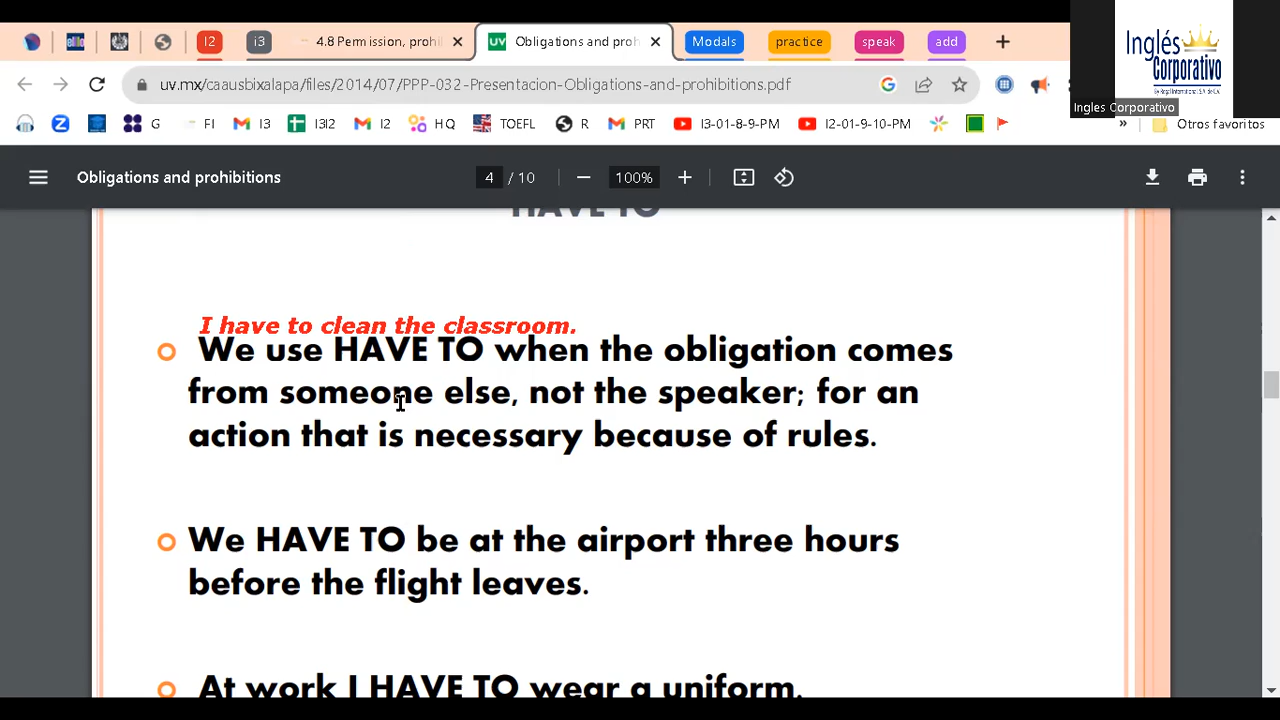 I2
i3
4.8 Permission, prohi
UV
Obligations and proh
Modals
practice
speak
add
uv.mx/caausbixalapa/files/2014/07/PPP-032-Presentacion-Obligations-and-prohibitions.pdf
G
FI
I3
I3I2
I2
HQ
TOEFL
R
PRT
I3-01-8-9-PM
I2-01-9-10-PM
Otros favoritos
Inglés
Corporativo
Ingles Corporativo
Obligations and prohibitions
4 / 10
100%
HAVE TO
I have to clean the classroom.
We use HAVE TO when the obligation comes
from someone else, not the speaker; for an
action that is necessary because of rules.
We HAVE TO be at the airport three hours
before the flight leaves.
At work I HAVE TO wear a uniform.